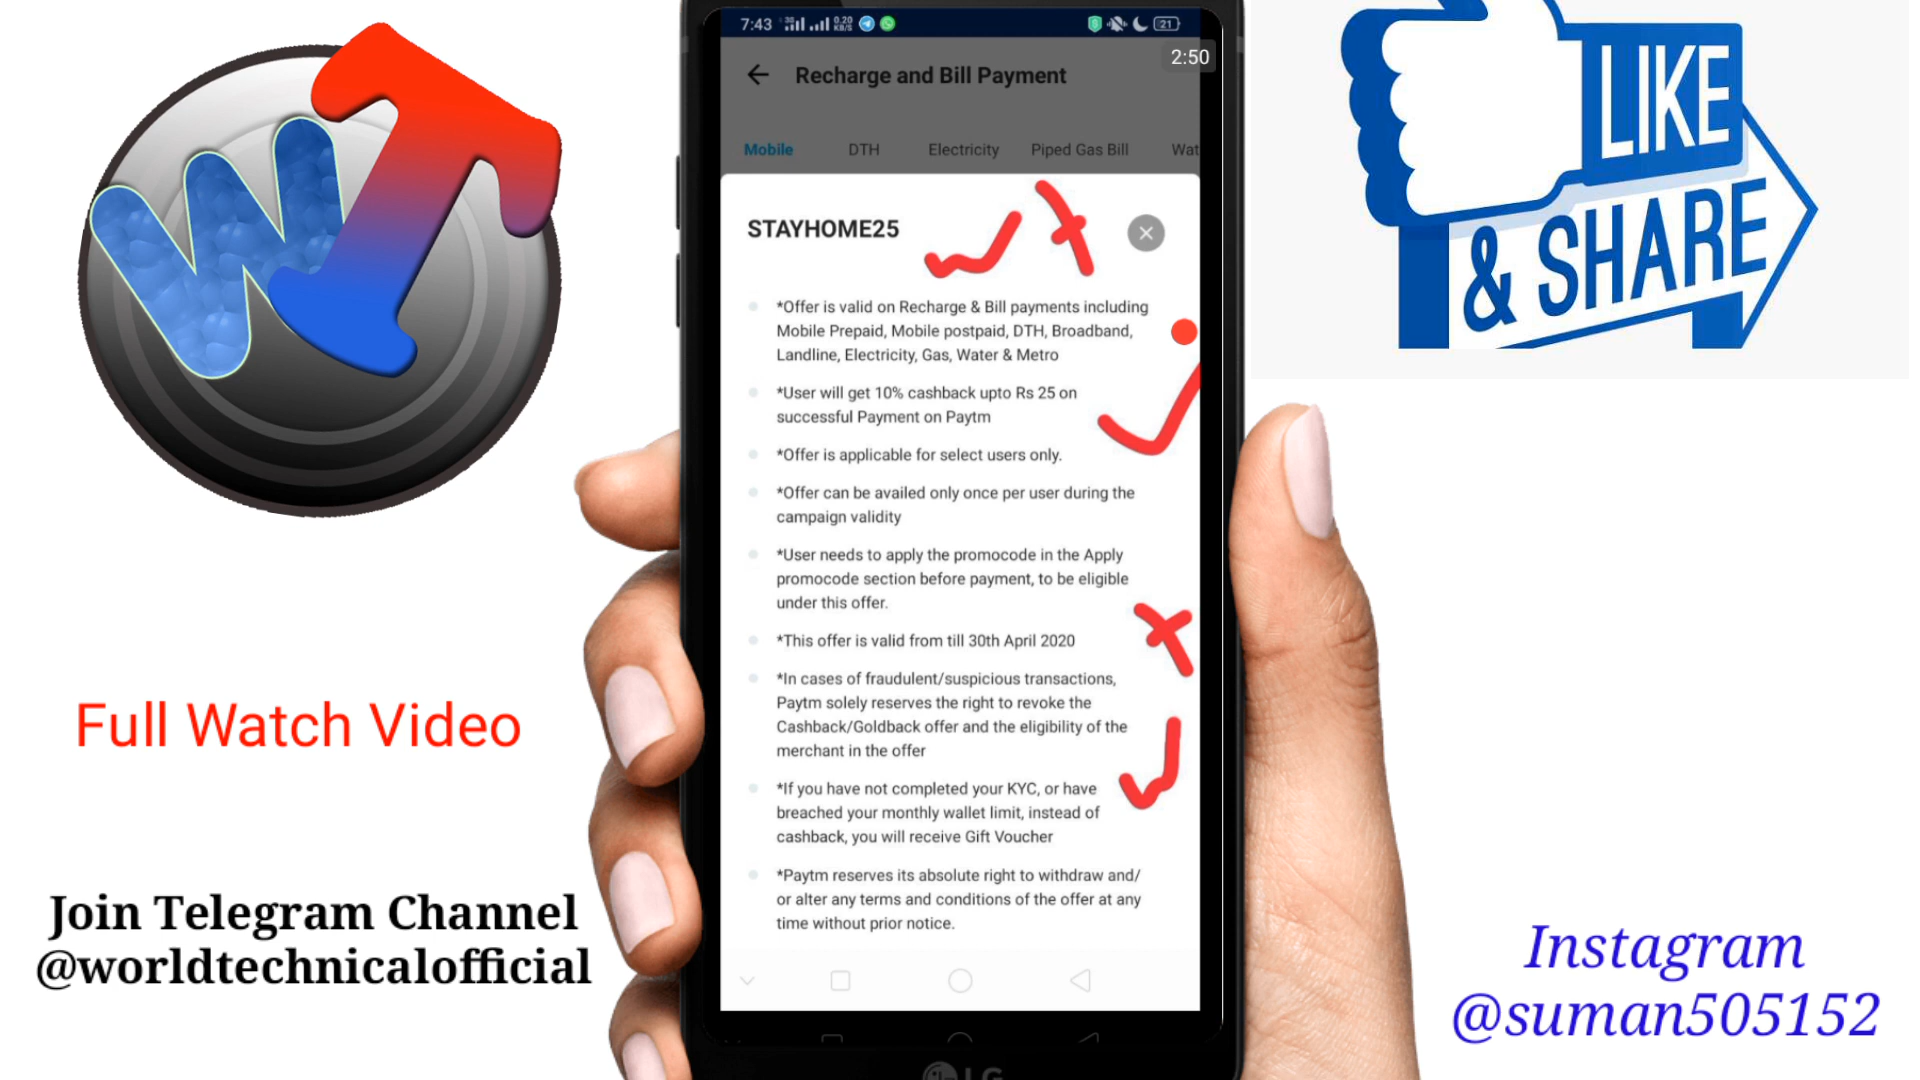 WT
7:43
3G
0.20
KB/S
21
2:50
Recharge and Bill Payment
Mobile DTH Electricity Piped Gas Bill Wat
STAYHOME25
*Offer is valid on Recharge & Bill payments including
Mobile Prepaid, Mobile postpaid, DTH, Broadband,
Landline, Electricity, Gas, Water & Metro
*User will get 10% cashback upto Rs 25 on
successful Payment on Paytm
*Offer is applicable for select users only.
*Offer can be availed only once per user during the
campaign validity
*User needs to apply the promocode in the Apply
promocode section before payment, to be eligible
under this offer.
*This offer is valid from till 30th April 2020
*In cases of fraudulent/suspicious transactions,
Paytm solely reserves the right to revoke the
Cashback/Goldback offer and the eligibility of the
merchant in the offer
*If you have not completed your KYC, or have
breached your monthly wallet limit, instead of
cashback, you will receive Gift Voucher
*Paytm reserves its absolute right to withdraw and/
or alter any terms and conditions of the offer at any
time without prior notice.
LG
LIKE
& SHARE
Full Watch Video
Join Telegram Channel
@worldtechnicalofficial
Instagram
@suman505152